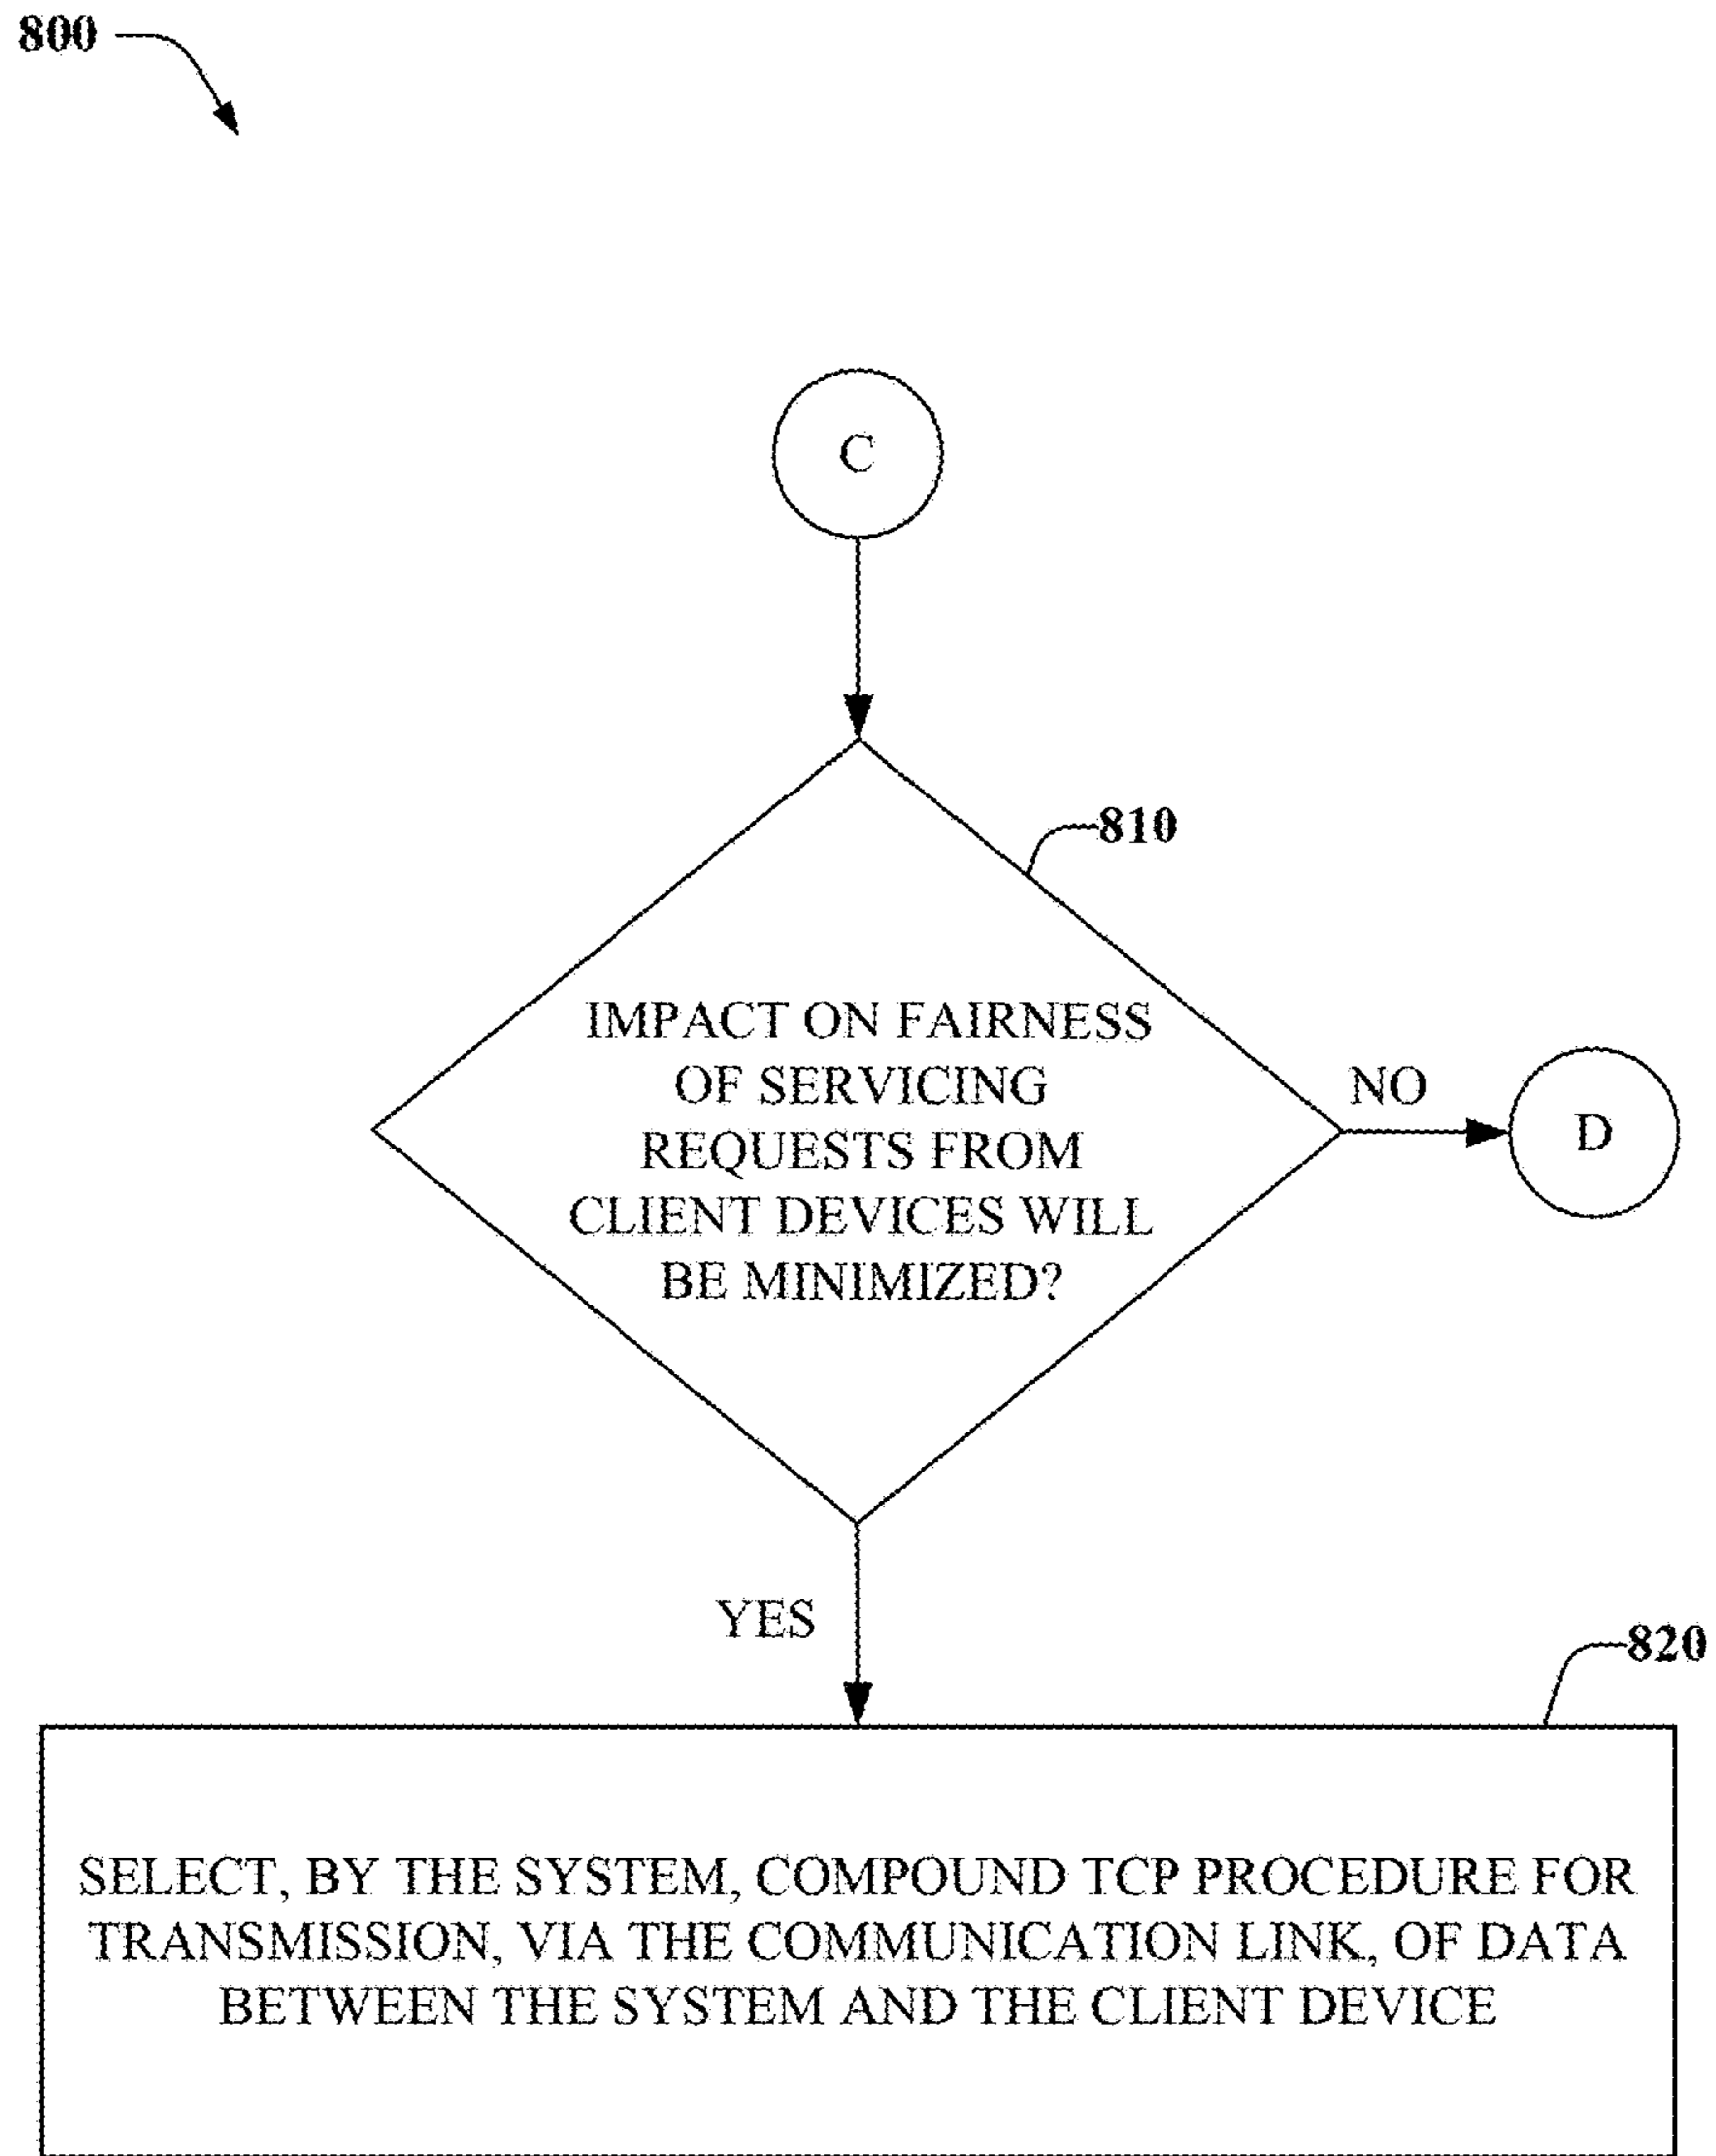 800
C
810
IMPACT ON FAIRNESS
OF SERVICING
REQUESTS FROM
CLIENT DEVICES WILL
BE MINIMIZED?
NO
D
YES
820
SELECT, BY THE SYSTEM, COMPOUND TCP PROCEDURE FOR
TRANSMISSION, VIA THE COMMUNICATION LINK, OF DATA
BETWEEN THE SYSTEM AND THE CLIENT DEVICE